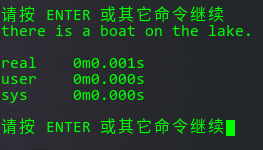 请按 ENTER 或其它命令继续
there is a boat on the lake.
real    0m0.001s
user    0m0.000s
sys     0m0.000s
请按 ENTER 或其它命令继续